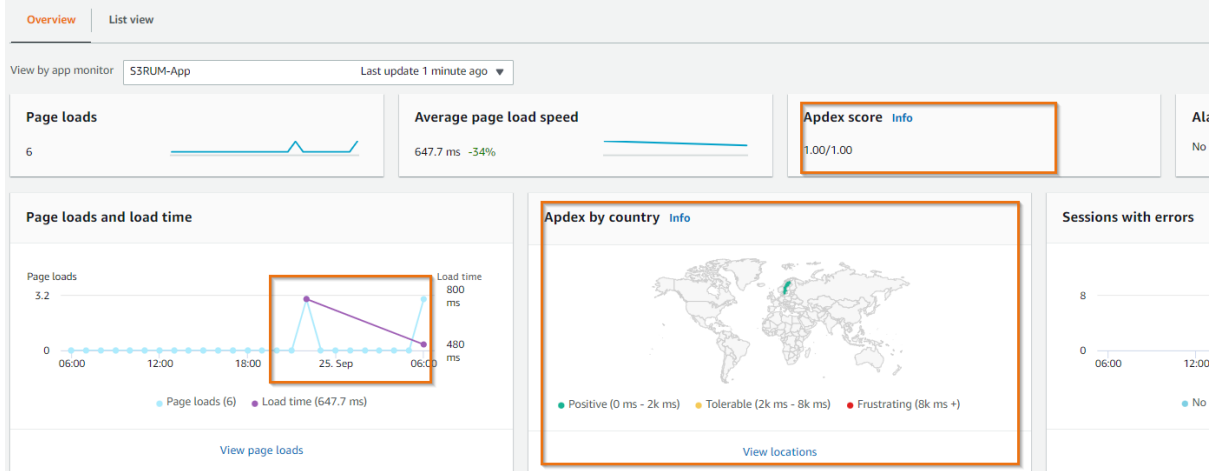 Overview
List view
View by app monitor
S3RUM-App
Last update 1 minute ago
Page loads
6
Average page load speed
647.7 ms -34%
Apdex score Info
1.00/1.00
Ala
No
Page loads and load time
Page loads
3.2
0
Load time
800
ms
480
ms
06:00
12:00
18:00
25. Sep
06:00
Page loads (6)
Load time (647.7 ms)
View page loads
Apdex by country Info
Positive (0 ms - 2k ms)
Tolerable (2k ms - 8k ms)
Frustrating (8k ms +)
View locations
Sessions with errors
8
0
06:00
12:00
No